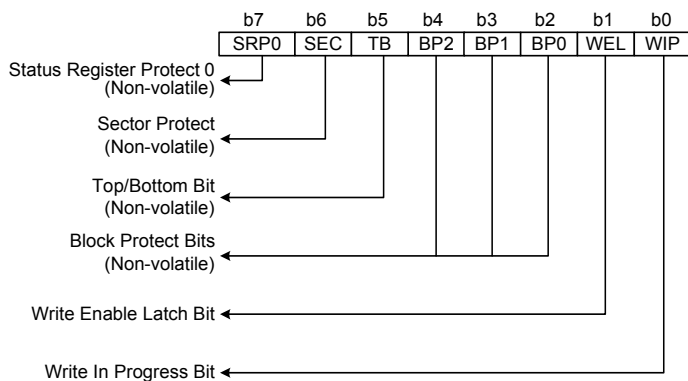 b7 b6 b5 b4 b3 b2 b1 b0
SRP0 SEC TB BP2 BP1 BP0 WEL WIP
Status Register Protect 0
(Non-volatile)
Sector Protect
(Non-volatile)
Top/Bottom Bit
(Non-volatile)
Block Protect Bits
(Non-volatile)
Write Enable Latch Bit
Write In Progress Bit